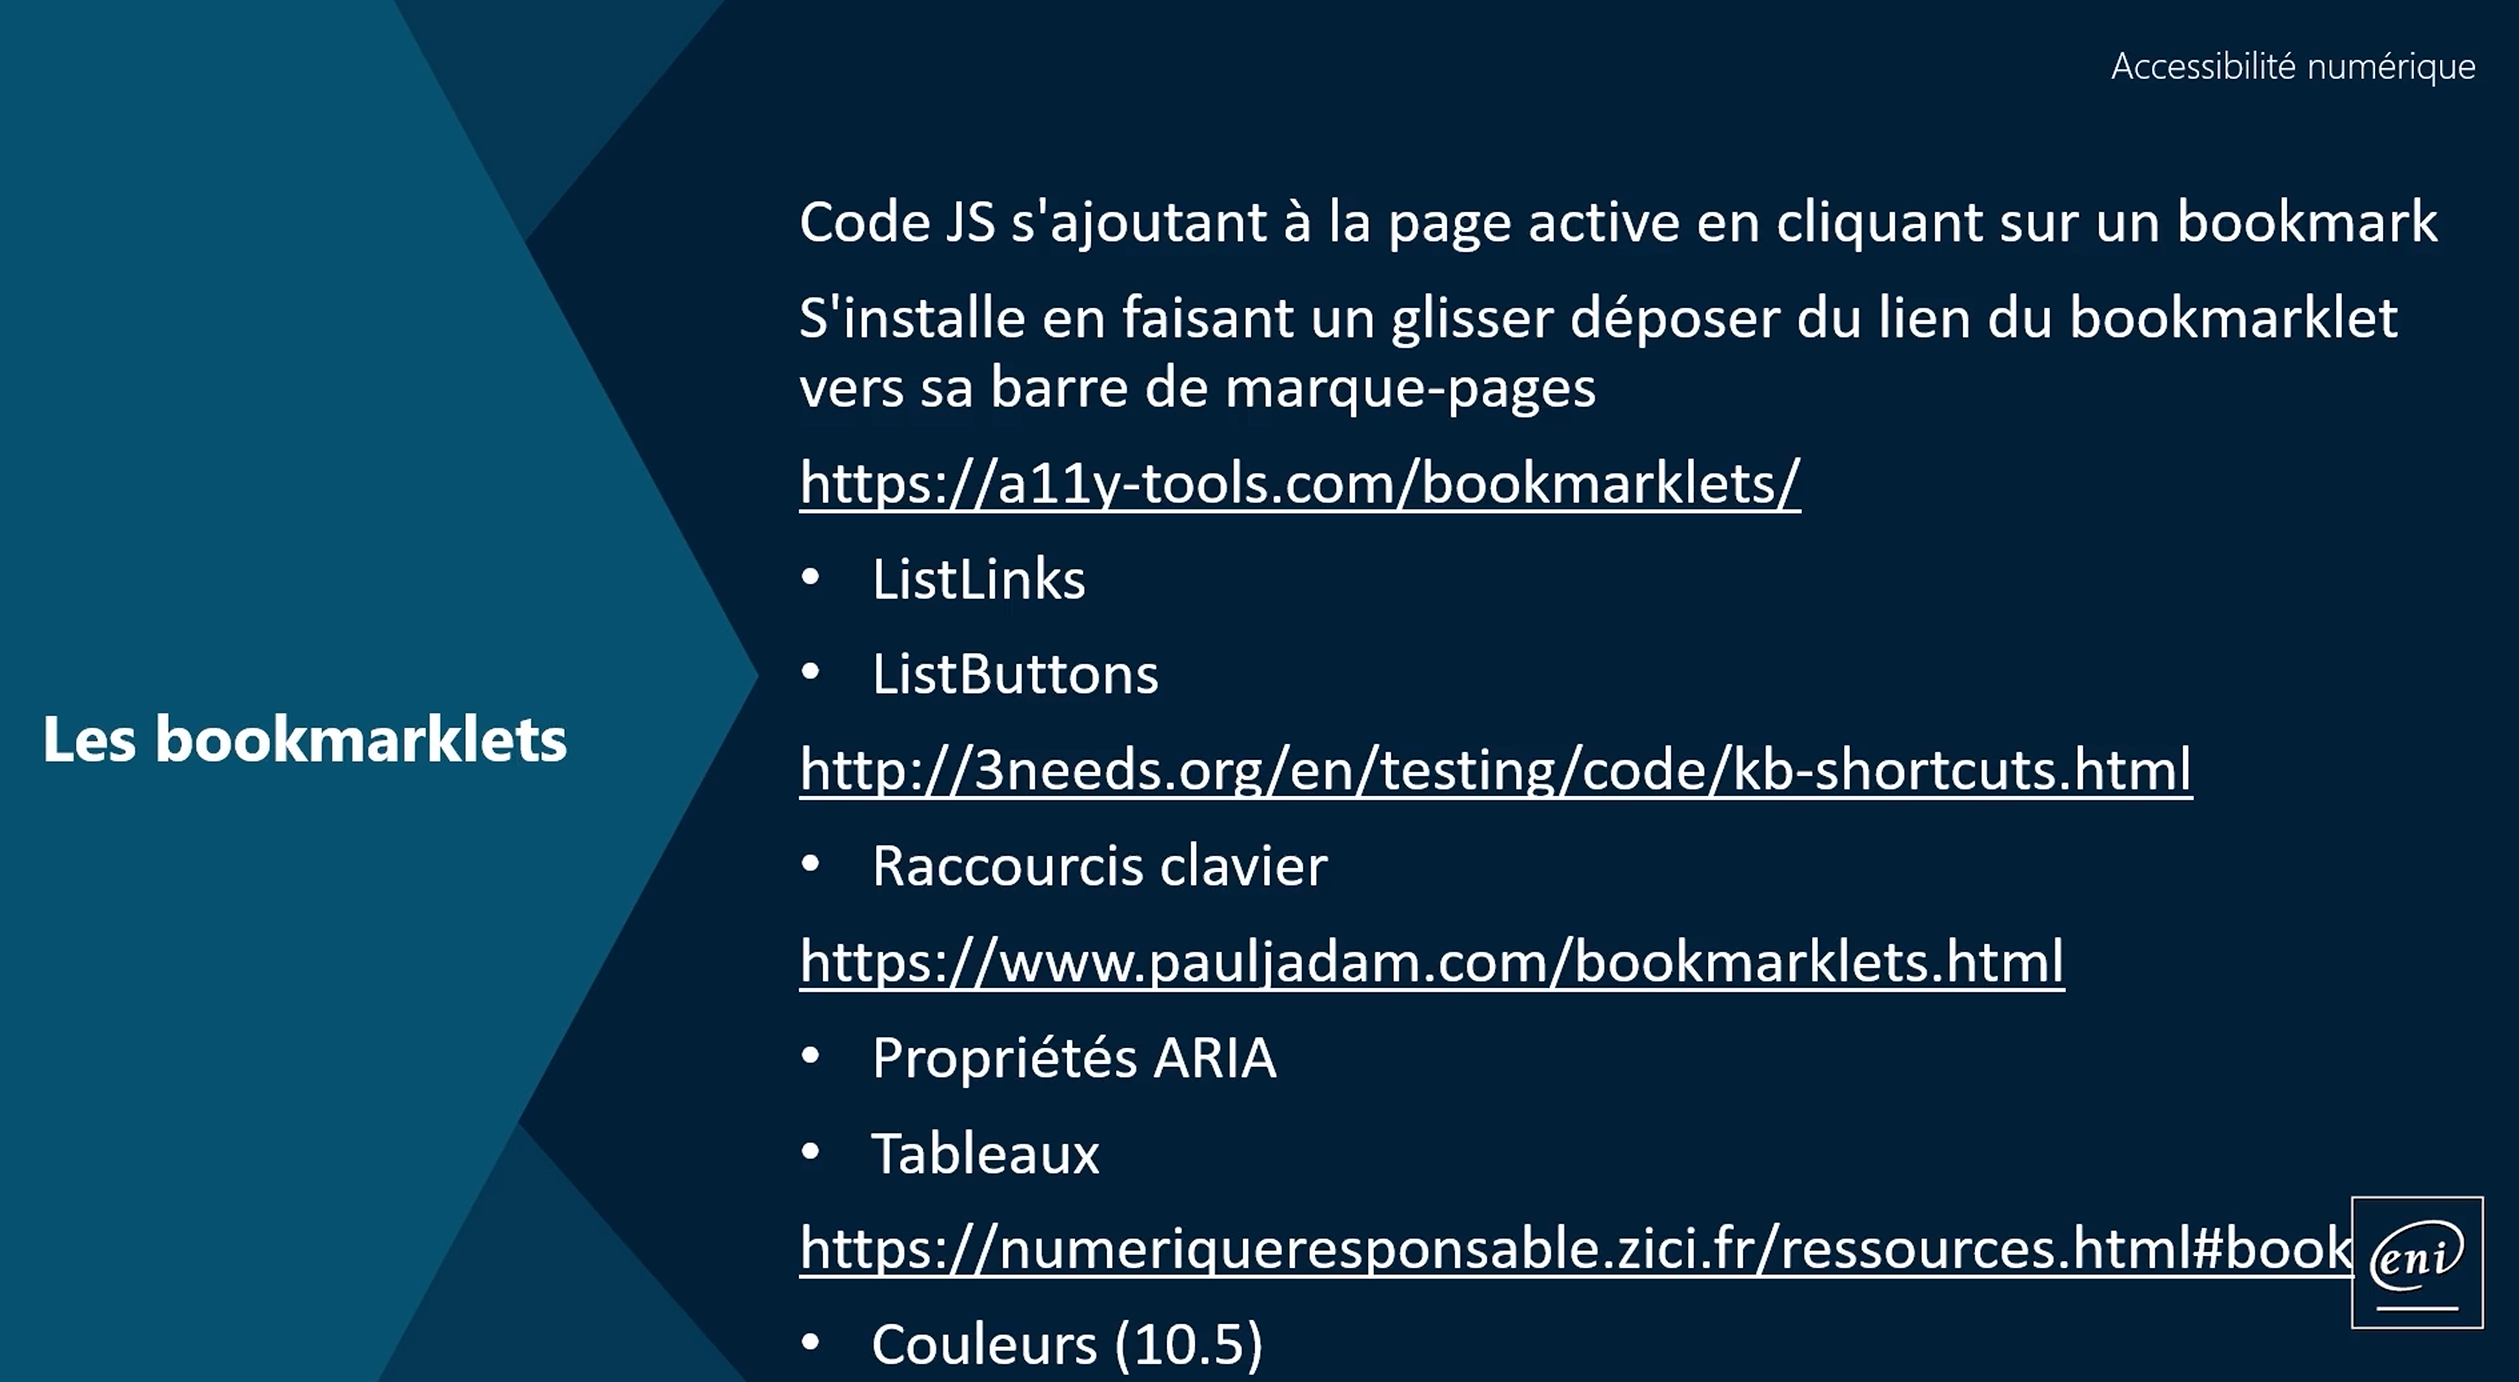 Accessibilité numérique
Code JS s'ajoutant à la page active en cliquant sur un bookmark
S'installe en faisant un glisser déposer du lien du bookmarklet
vers sa barre de marque-pages
https://a11y-tools.com/bookmarklets/
• ListLinks
• ListButtons
Les bookmarklets
http://3needs.org/en/testing/code/kb-shortcuts.html
• Raccourcis clavier
https://www.pauljadam.com/bookmarklets.html
• Propriétés ARIA
• Tableaux
https://numeriqueresponsable.zici.fr/ressources.html#book
eni
• Couleurs (10.5)